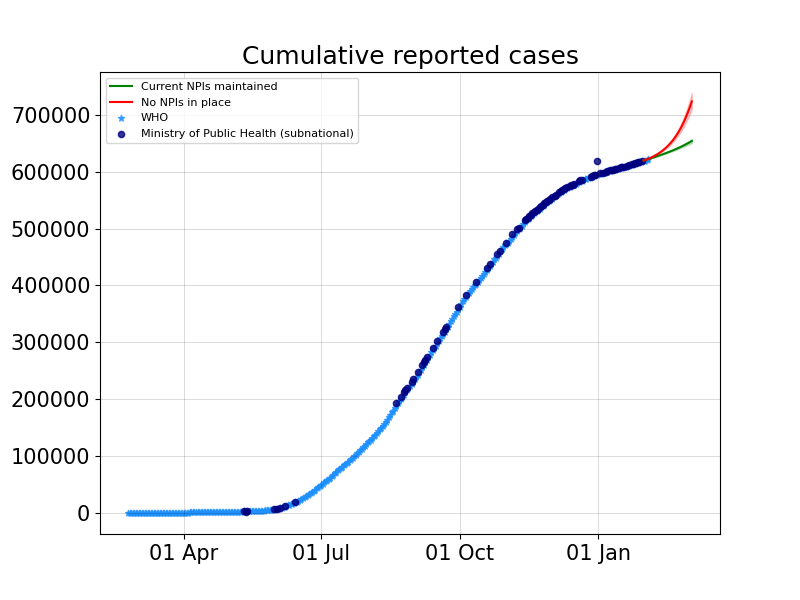 Cumulative reported cases
Current NPIs maintained
No NPIs in place
WHO
Ministry of Public Health (subnational)
700000
600000
500000
400000
300000
200000
100000
0
01 Apr
01 Jul
01 Oct
01 Jan